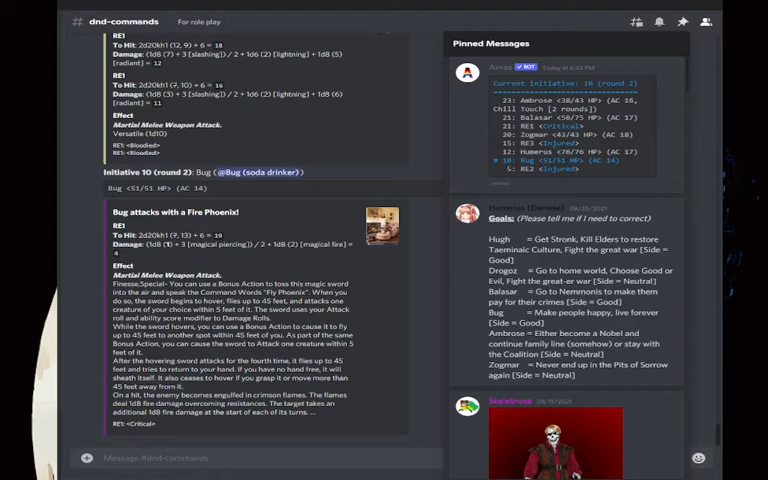 dnd-commands
For role play
RE1
To Hit: 2d20kh1 (12, 9) + 6 = 18
Damage: (1d8 (7) + 3 [slashing]) / 2 + 1d6 (2) [lightning] + 1d8 (5)
[radiant] = 12
RE1
To Hit: 2d20kh1 (7, 10) + 6 = 16
Damage: (1d8 (3) + 3 [slashing]) / 2 + 1d6 (2) [lightning] + 1d8 (6)
[radiant] = 11
Effect
Martial Melee Weapon Attack.
Versatile (1d10)
RE1: <Bloodied>
RE1: <Bloodied>
Initiative 10 (round 2): Bug (@Bug (soda drinker))
Bug <51/51 HP> (AC 14)
Bug attacks with a Fire Phoenix!
RE1
To Hit: 2d20kh1 (7, 13) + 6 = 19
Damage: (1d8 (1) + 3 [magical piercing]) / 2 + 1d8 (2) [magical fire] =
4
Effect
Martial Melee Weapon Attack.
Finesse,Special- You can use a Bonus Action to toss this magic sword
into the air and speak the Command Words "Fly Phoenix". When you
do so, the sword begins to hover, flies up to 45 feet, and attacks one
creature of your choice within 5 feet of it. The sword uses your Attack
roll and ability score modifier to Damage Rolls.
While the sword hovers, you can use a Bonus Action to cause it to fly
up to 45 feet to another spot within 45 feet of you. As part of the same
Bonus Action, you can cause the sword to Attack one creature within 5
feet of it.
After the hovering sword attacks for the fourth time, it flies up to 45
feet and tries to return to your hand. If you have no hand free, it will
sheath itself. It also ceases to hover if you grasp it or move more than
45 feet away from it.
On a hit, the enemy becomes engulfed in crimson flames. The flames
deal 1d8 fire damage overcoming resistances. The target takes an
additional 1d8 fire damage at the start of each of its turns. ...
RE1: <Critical>
Message #dnd-commands
Pinned Messages
Avrae BOT Today at 6:43 PM
Current initiative: 10 (round 2)
23: Ambrose <38/43 HP> (AC 16,
Chill Touch [2 rounds])
21: Balasar <56/75 HP> (AC 17)
21: RE1 <Critical>
20: Zogmar <43/43 HP> (AC 18)
15: RE3 <Injured>
12: Humerus <76/76 HP> (AC 17)
# 10: Bug <51/51 HP> (AC 14)
5: RE2 <Injured>
(edited)
Humerus (Demise) 09/25/2021
Goals: (Please tell me if I need to correct)
Hugh = Get Stronk, Kill Elders to restore
Taeminaic Culture, Fight the great war [Side =
Good]
Drogoz = Go to home world, Choose Good or
Evil, Fight the great-er war [Side = Neutral]
Balasar = Go to Nemmonis to make them
pay for their crimes [Side = Good]
Bug = Make people happy, live forever
[Side = Good]
Ambrose = Either become a Nobel and
continue family line (somehow) or stay with
the Coalition [Side = Neutral]
Zogmar = Never end up in the Pits of Sorrow
again [Side = Neutral]
Skelebrose 09/11/2021